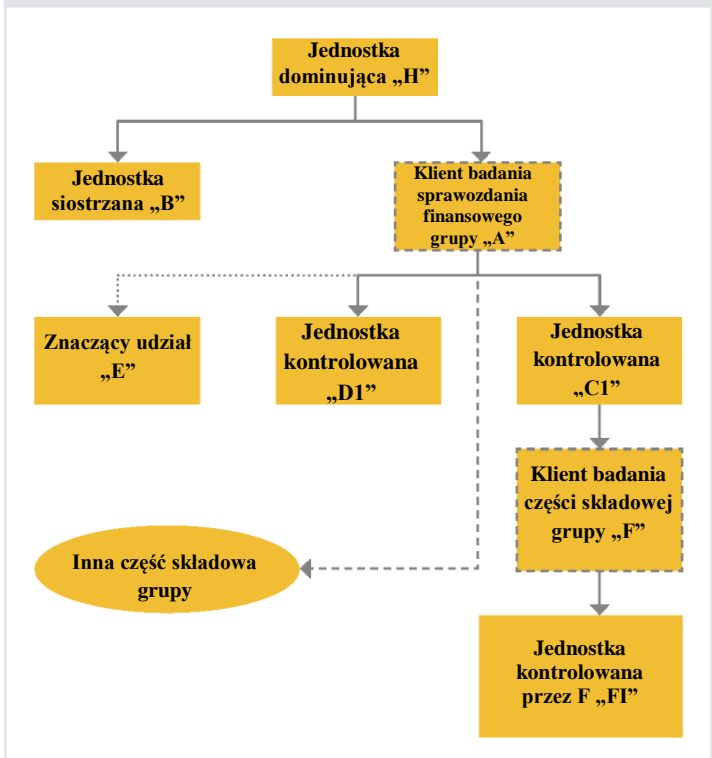 Jednostka
dominująca „H”
Jednostka
siostrzana „B”
Klient badania
sprawozdania
finansowego
grupy „A”
Znaczący udział
„E”
Jednostka
kontrolowana
„D1”
Jednostka
kontrolowana
„C1”
Klient badania
części składowej
grupy „F”
Inna część składowa
grupy
Jednostka
kontrolowana
przez F „FI”